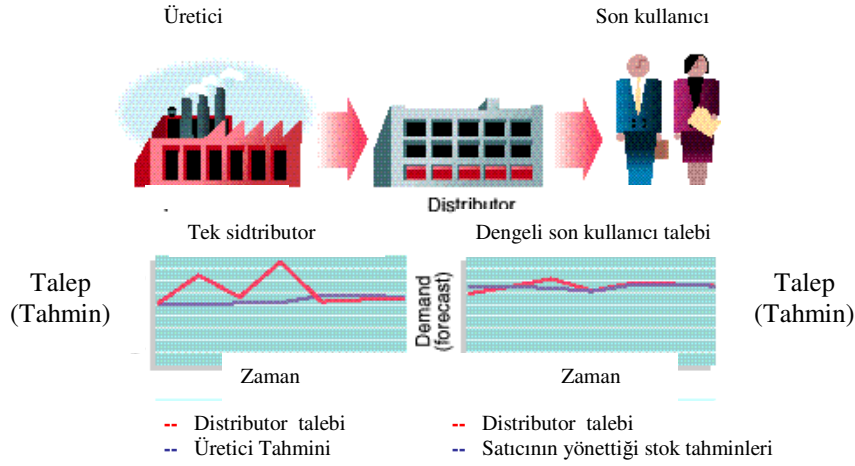 Üretici
Son kullanıcı
Distributor
Tek sidtributor
Dengeli son kullanıcı talebi
Talep
(Tahmin)
Demand
(forecast)
Talep
(Tahmin)
Zaman
Zaman
-- Distributor talebi
-- Üretici Tahmini
-- Distributor talebi
-- Satıcının yönettiği stok tahminleri